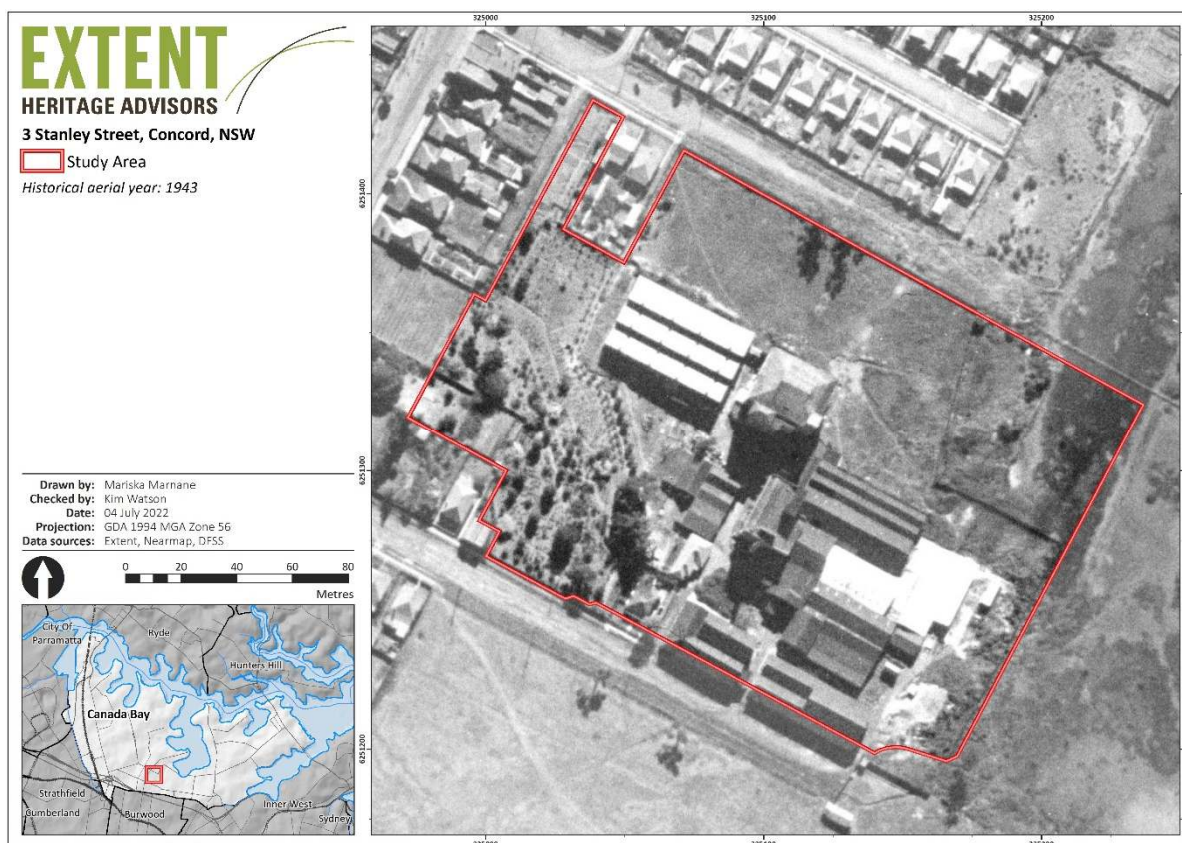 EXTENT
HERITAGE ADVISORS
3 Stanley Street, Concord, NSW
Study Area
Historical aerial year: 1943
Drawn by: Mariska Marnane
Checked by: Kim Watson
Date: 04 July 2022
Projection: GDA 1994 MGA Zone 56
Data sources: Extent, Nearmap, DFSS
0 20 40 60 80
Metres
City Of
Parramatta
Ryde
Hunters Hill
Canada Bay
Strathfield
Cumberland
Burwood
Inner West
Sydney
325000 325100 325200
6251400
6251300
6251200